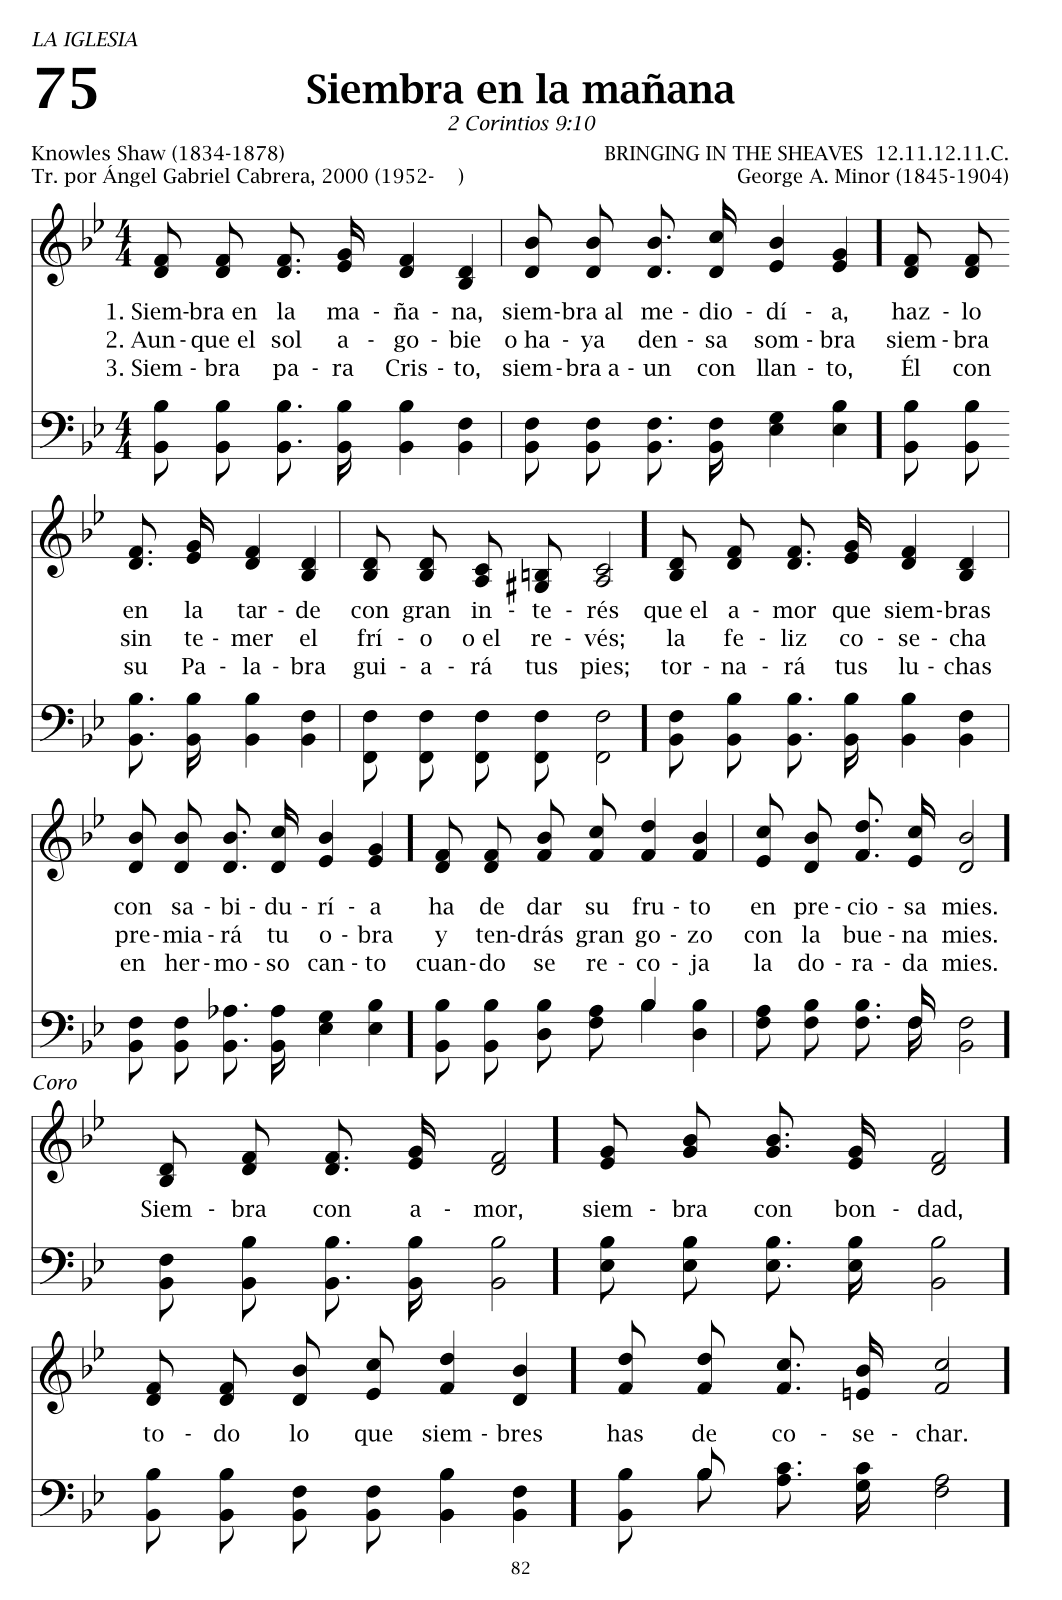 LA IGLESIA
75
Siembra en la mañana
2 Corintios 9:10
Knowles Shaw (1834-1878)
BRINGING IN THE SHEAVES 12.11.12.11.C.
Tr. por Ángel Gabriel Cabrera, 2000 (1952- )
George A. Minor (1845-1904)
1. Siem-bra en la ma - ña - na, siem-bra al me - dio - dí - a, haz - lo
2. Aun - que el sol a - go - bie o ha - ya den - sa som - bra siem - bra
3. Siem - bra pa - ra Cris - to, siem-bra a - un con llan - to, Él con
en la tar - de con gran in - te - rés que el a - mor que siem-bras
sin te - mer el frí - o o el re - vés; la fe - liz co - se - cha
su Pa - la - bra gui - a - rá tus pies; tor - na - rá tus lu - chas
con sa - bi - du - rí - a ha de dar su fru - to en pre - cio - sa mies.
pre - mia - rá tu o - bra y ten-drás gran go - zo con la bue - na mies.
en her - mo - so can - to cuan-do se re - co - ja la do - ra - da mies.
Coro
Siem - bra con a - mor, siem - bra con bon - dad,
to - do lo que siem - bres has de co - se - char.
82